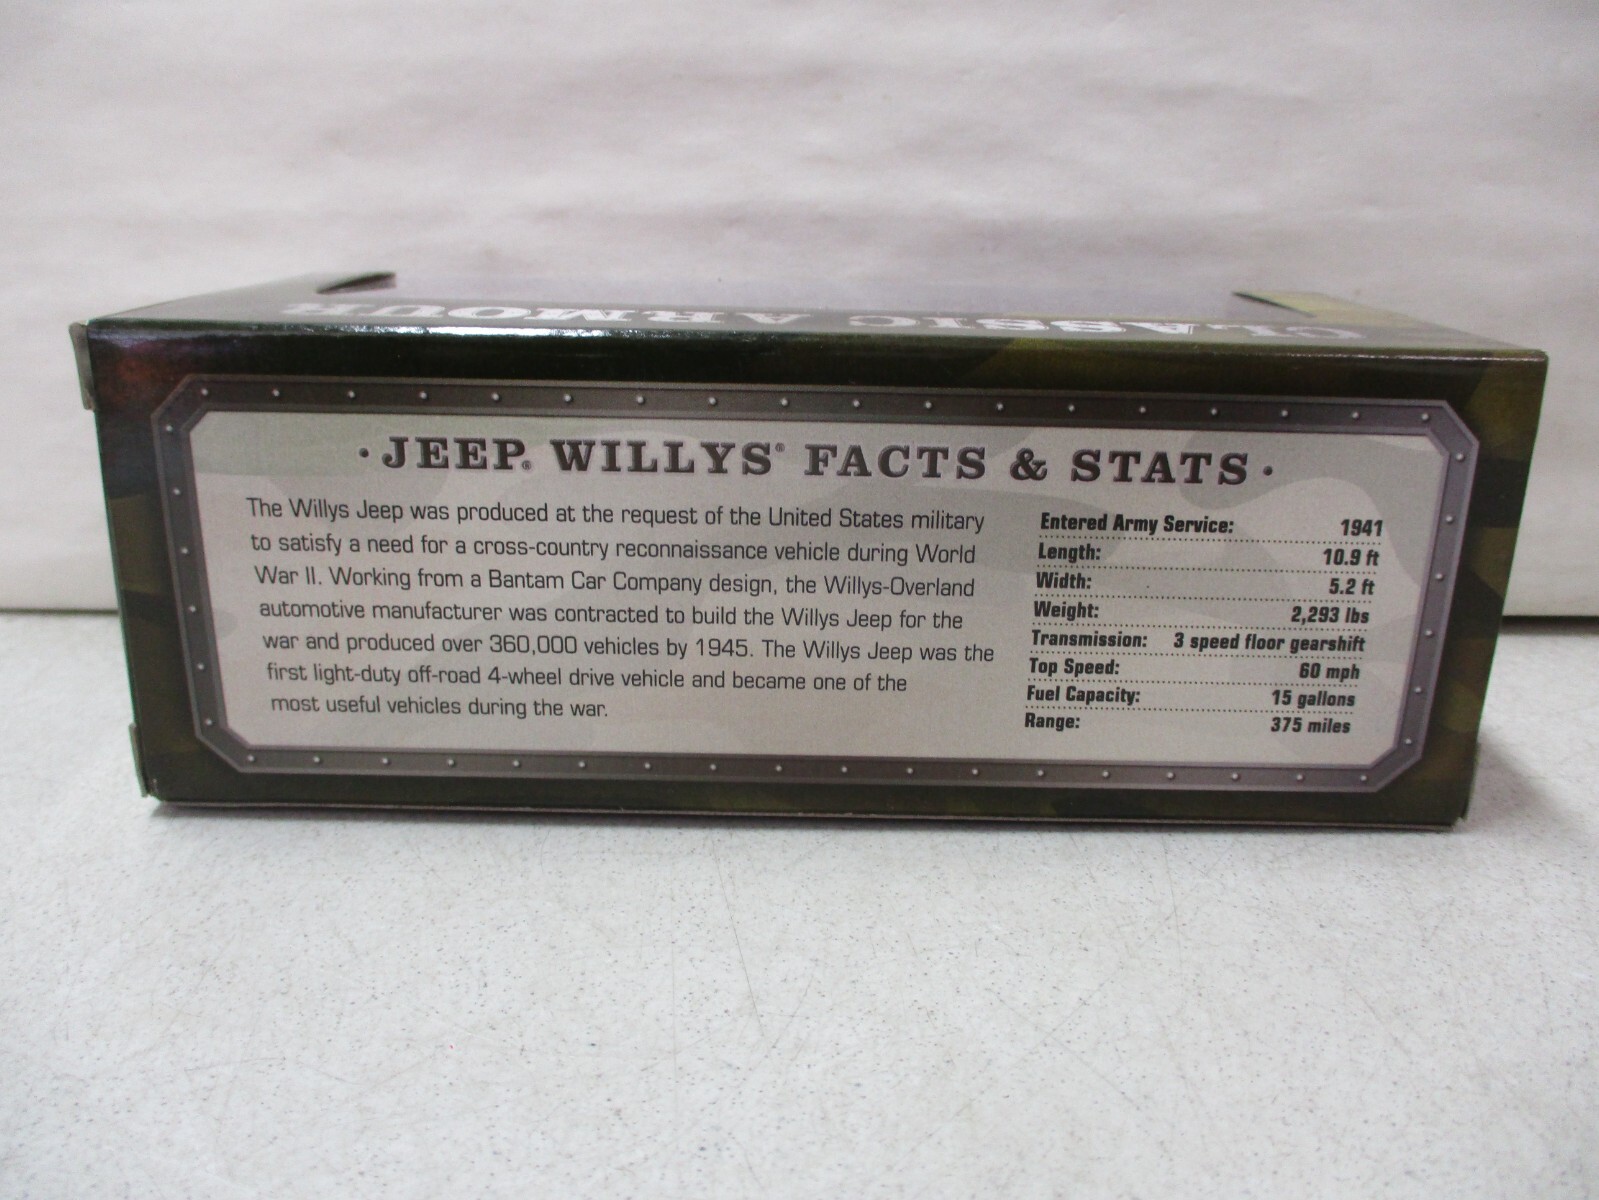 CLASSIC ARMOUR
· JEEP® WILLYS® FACTS & STATS ·
The Willys Jeep was produced at the request of the United States military
to satisfy a need for a cross-country reconnaissance vehicle during World
War II. Working from a Bantam Car Company design, the Willys-Overland
automotive manufacturer was contracted to build the Willys Jeep for the
war and produced over 360,000 vehicles by 1945. The Willys Jeep was the
first light-duty off-road 4-wheel drive vehicle and became one of the
most useful vehicles during the war.
Entered Army Service: 1941
Length: 10.9 ft
Width: 5.2 ft
Weight: 2,293 lbs
Transmission: 3 speed floor gearshift
Top Speed: 60 mph
Fuel Capacity: 15 gallons
Range: 375 miles